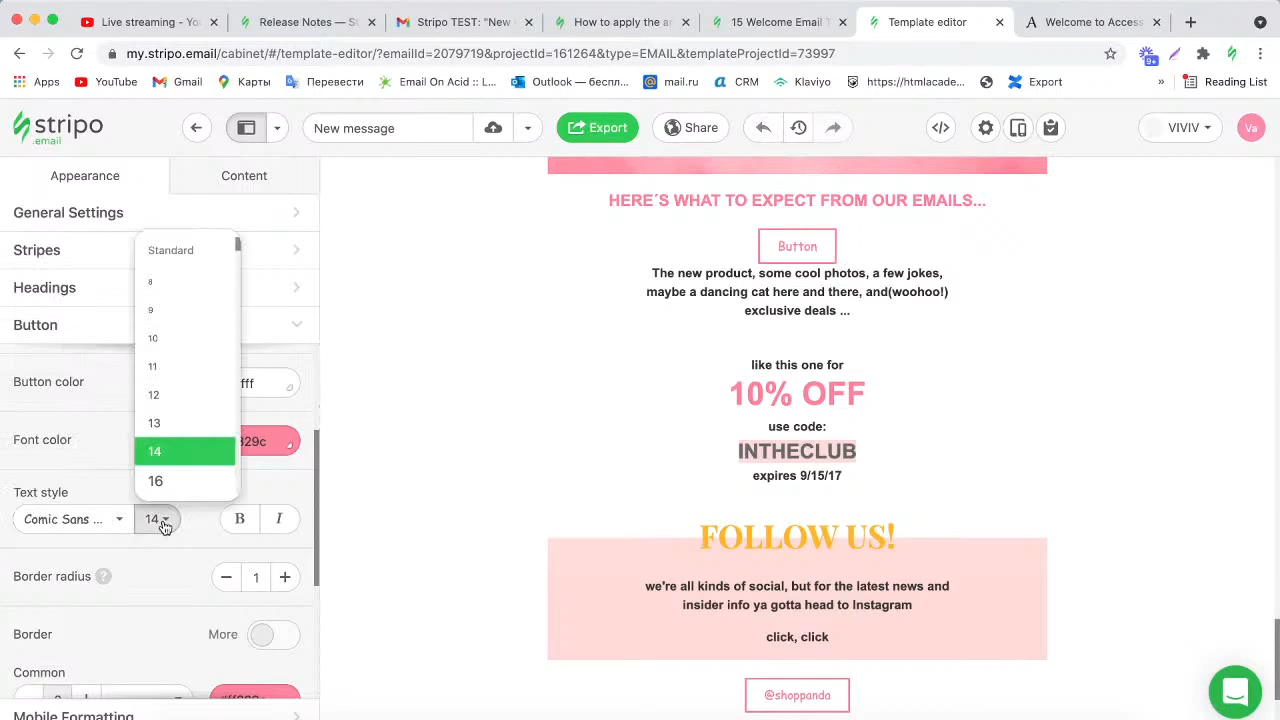 Live streaming - Yo
Release Notes — S
Stripo TEST: "New
How to apply the a
15 Welcome Email T
Template editor
Welcome to Access
my.stripo.email/cabinet/#/template-editor/?emailId=2079719&projectId=161264&type=EMAIL&templateProjectId=73997
Apps
YouTube
Gmail
Карты
Перевести
Email On Acid :: L...
Outlook — беспл...
mail.ru
CRM
Klaviyo
https://htmlacade...
Export
»
Reading List
9+
stripo
.email
New message
Export
Share
VIVIV
Va
Appearance
Content
General Settings
Stripes
Headings
Button
Button color
fff
Font color
329c
Text style
Comic Sans ...
14
B
I
Border radius ?
1
Border
More
Common
Mobile Formatting
Standard
8
9
10
11
12
13
14
16
HERE´S WHAT TO EXPECT FROM OUR EMAILS...
Button
The new product, some cool photos, a few jokes,
maybe a dancing cat here and there, and(woohoo!)
exclusive deals ...
like this one for
10% OFF
use code:
INTHECLUB
expires 9/15/17
FOLLOW US!
we're all kinds of social, but for the latest news and
insider info ya gotta head to Instagram
click, click
@shoppanda